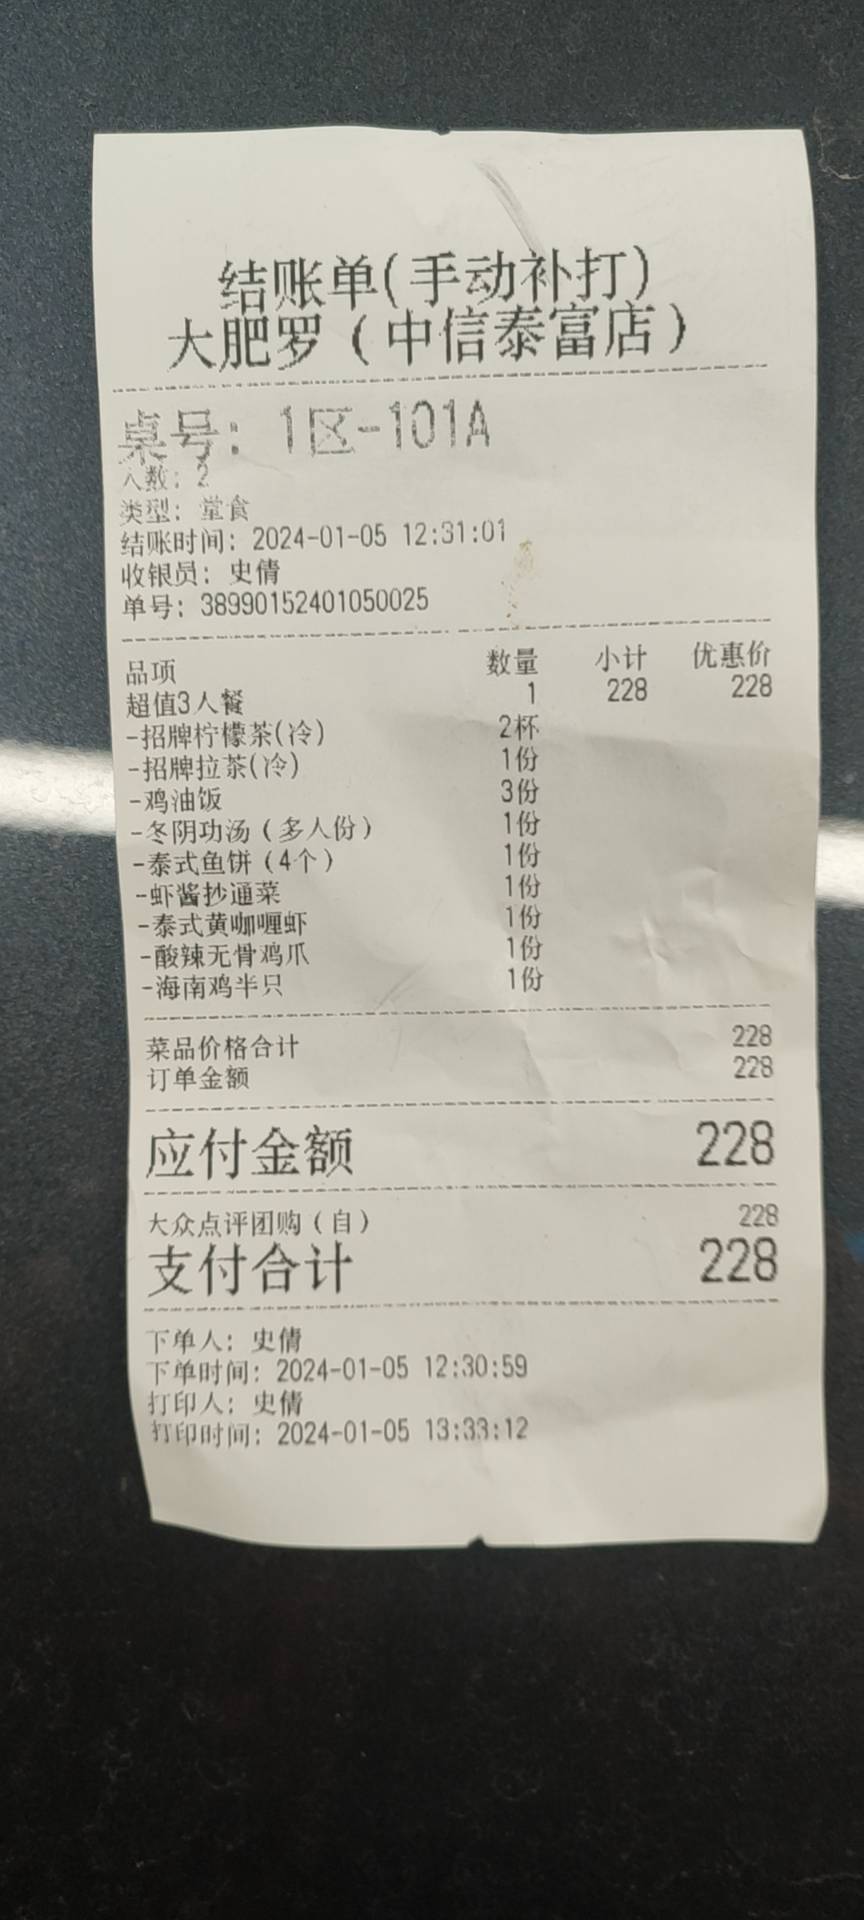 结账单(手动补打)
大肥罗（中信泰富店）
桌号: 1区-101A
人数: 2
类型: 堂食
结账时间: 2024-01-05 12:31:01
收银员: 史倩
单号: 38990152401050025
品项 数量 小计 优惠价
超值3人餐 1 228 228
-招牌柠檬茶(冷) 2杯
-招牌拉茶(冷) 1份
-鸡油饭 3份
-冬阴功汤（多人份） 1份
-泰式鱼饼（4个） 1份
-虾酱抄通菜 1份
-泰式黄咖喱虾 1份
-酸辣无骨鸡爪 1份
-海南鸡半只 1份
菜品价格合计 228
订单金额 228
应付金额 228
大众点评团购（自） 228
支付合计 228
下单人: 史倩
下单时间: 2024-01-05 12:30:59
打印人: 史倩
打印时间: 2024-01-05 13:33:12